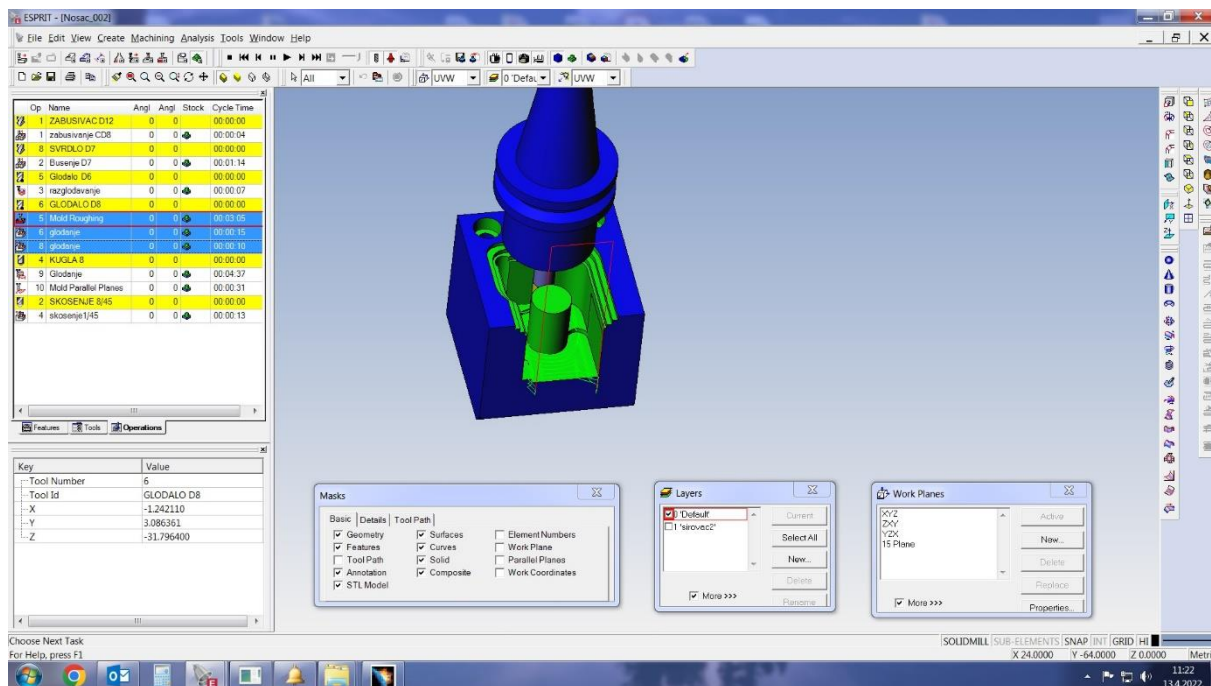 ESPRIT - [Nosac_002]
File Edit View Create Machining Analysis Tools Window Help
All UVW 0 'Defau UVW
Op Name Angl Angl Stock Cycle Time
1 ZABUSIVAC D12 0 0 00:00:00
1 zabusivanje CD8 0 0 00:00:04
8 SVRDLO D7 0 0 00:00:00
2 Busenje D7 0 0 00:01:14
5 Glodalo D6 0 0 00:00:00
3 razglodavanje 0 0 00:00:07
6 GLODALO D8 0 0 00:00:00
5 Mold Roughing 0 0 00:03:05
6 glodanje 0 0 00:00:15
8 glodanje 0 0 00:00:10
4 KUGLA 8 0 0 00:00:00
9 Glodanje 0 0 00:04:37
10 Mold Parallel Planes 0 0 00:00:31
2 SKOSENJE 8/45 0 0 00:00:00
4 skosenje1/45 0 0 00:00:13
Features Tools Operations
Key Value
Tool Number 6
Tool Id GLODALO D8
X -1.242110
Y 3.086361
Z -31.796400
Masks
Basic Details Tool Path
Geometry Surfaces Element Numbers
Features Curves Work Plane
Tool Path Solid Parallel Planes
Annotation Composite Work Coordinates
STL Model
Layers
0 'Default' Current
1 'sirovac2' Select All
New...
Delete
More >>> Rename
Work Planes
XYZ Active
ZXY New...
YZX
15 Plane Delete
Replace
More >>> Properties...
Choose Next Task SOLIDMILL SUB-ELEMENTS SNAP INT GRID HI
For Help, press F1 X 24.0000 Y -64.0000 Z 0.0000 Metri
11:22
13.4.2022